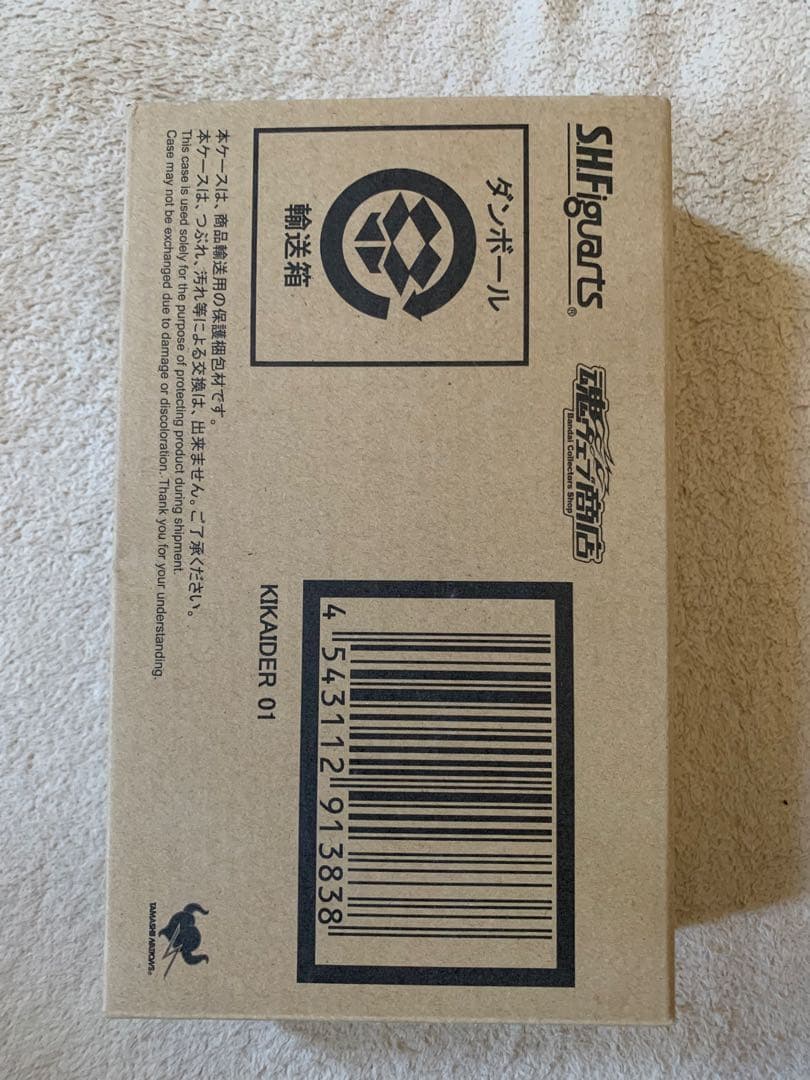 S.H.Figuarts®
魂ウェブ商店
Bandai Collectors Shop
ダンボール
輸送箱
本ケースは、商品輸送用の保護梱包材です。
本ケースは、つぶれ、汚れ等による交換は、出来ません。ご了承ください。
This case is used solely for the purpose of protecting product during shipment.
Case may not be exchanged due to damage or discoloration. Thank you for your understanding.
4 543112 913838
KIKAIDER 01
TAMASHII NATIONS®